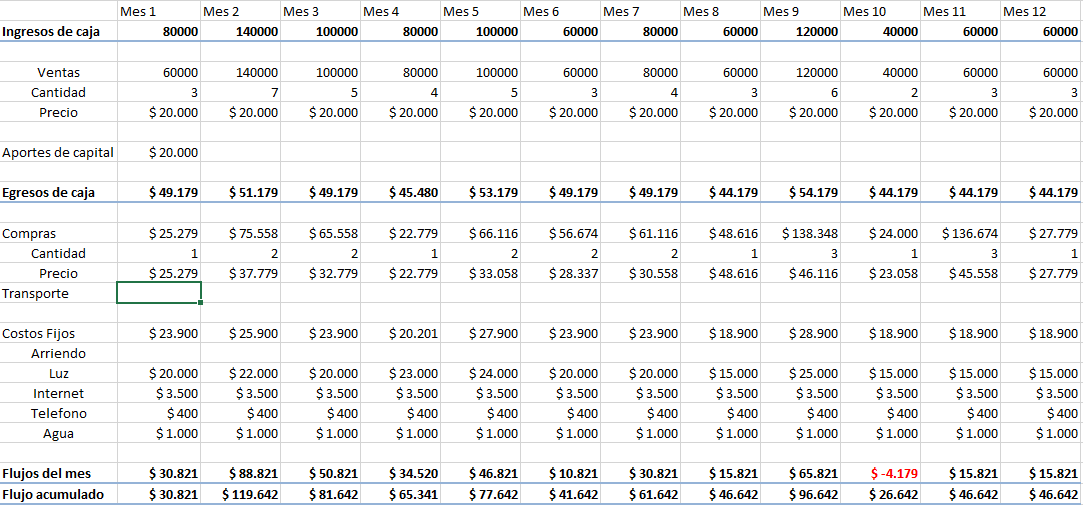 Mes 1 Mes 2 Mes 3 Mes 4 Mes 5 Mes 6 Mes 7 Mes 8 Mes 9 Mes 10 Mes 11 Mes 12
Ingresos de caja 80000 140000 100000 80000 100000 60000 80000 60000 120000 40000 60000 60000
Ventas 60000 140000 100000 80000 100000 60000 80000 60000 120000 40000 60000 60000
Cantidad 3 7 5 4 5 3 4 3 6 2 3 3
Precio $ 20.000 $ 20.000 $ 20.000 $ 20.000 $ 20.000 $ 20.000 $ 20.000 $ 20.000 $ 20.000 $ 20.000 $ 20.000 $ 20.000
Aportes de capital $ 20.000
Egresos de caja $ 49.179 $ 51.179 $ 49.179 $ 45.480 $ 53.179 $ 49.179 $ 49.179 $ 44.179 $ 54.179 $ 44.179 $ 44.179 $ 44.179
Compras $ 25.279 $ 75.558 $ 65.558 $ 22.779 $ 66.116 $ 56.674 $ 61.116 $ 48.616 $ 138.348 $ 24.000 $ 136.674 $ 27.779
Cantidad 1 2 2 1 2 2 2 1 3 1 3 1
Precio $ 25.279 $ 37.779 $ 32.779 $ 22.779 $ 33.058 $ 28.337 $ 30.558 $ 48.616 $ 46.116 $ 23.058 $ 45.558 $ 27.779
Transporte
Costos Fijos $ 23.900 $ 25.900 $ 23.900 $ 20.201 $ 27.900 $ 23.900 $ 23.900 $ 18.900 $ 28.900 $ 18.900 $ 18.900 $ 18.900
Arriendo
Luz $ 20.000 $ 22.000 $ 20.000 $ 23.000 $ 24.000 $ 20.000 $ 20.000 $ 15.000 $ 25.000 $ 15.000 $ 15.000 $ 15.000
Internet $ 3.500 $ 3.500 $ 3.500 $ 3.500 $ 3.500 $ 3.500 $ 3.500 $ 3.500 $ 3.500 $ 3.500 $ 3.500 $ 3.500
Telefono $ 400 $ 400 $ 400 $ 400 $ 400 $ 400 $ 400 $ 400 $ 400 $ 400 $ 400 $ 400
Agua $ 1.000 $ 1.000 $ 1.000 $ 1.000 $ 1.000 $ 1.000 $ 1.000 $ 1.000 $ 1.000 $ 1.000 $ 1.000 $ 1.000
Flujos del mes $ 30.821 $ 88.821 $ 50.821 $ 34.520 $ 46.821 $ 10.821 $ 30.821 $ 15.821 $ 65.821 $ -4.179 $ 15.821 $ 15.821
Flujo acumulado $ 30.821 $ 119.642 $ 81.642 $ 65.341 $ 77.642 $ 41.642 $ 61.642 $ 46.642 $ 96.642 $ 26.642 $ 46.642 $ 46.642